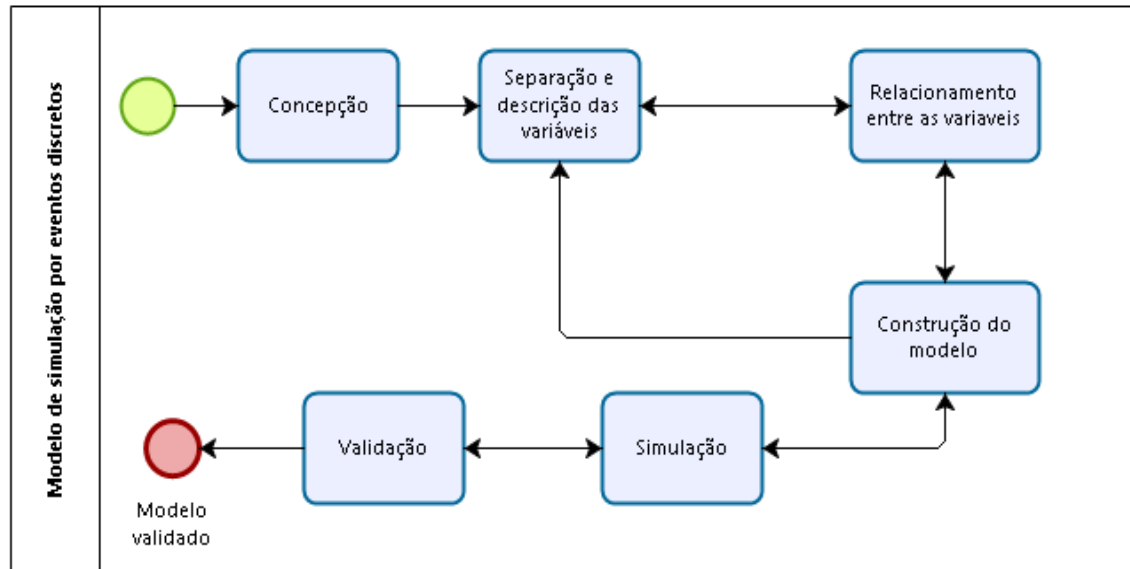 Modelo de simulação por eventos discretos
Concepção
Separação e
descrição das
variáveis
Relacionamento
entre as variaveis
Construção do
modelo
Simulação
Validação
Modelo
validado